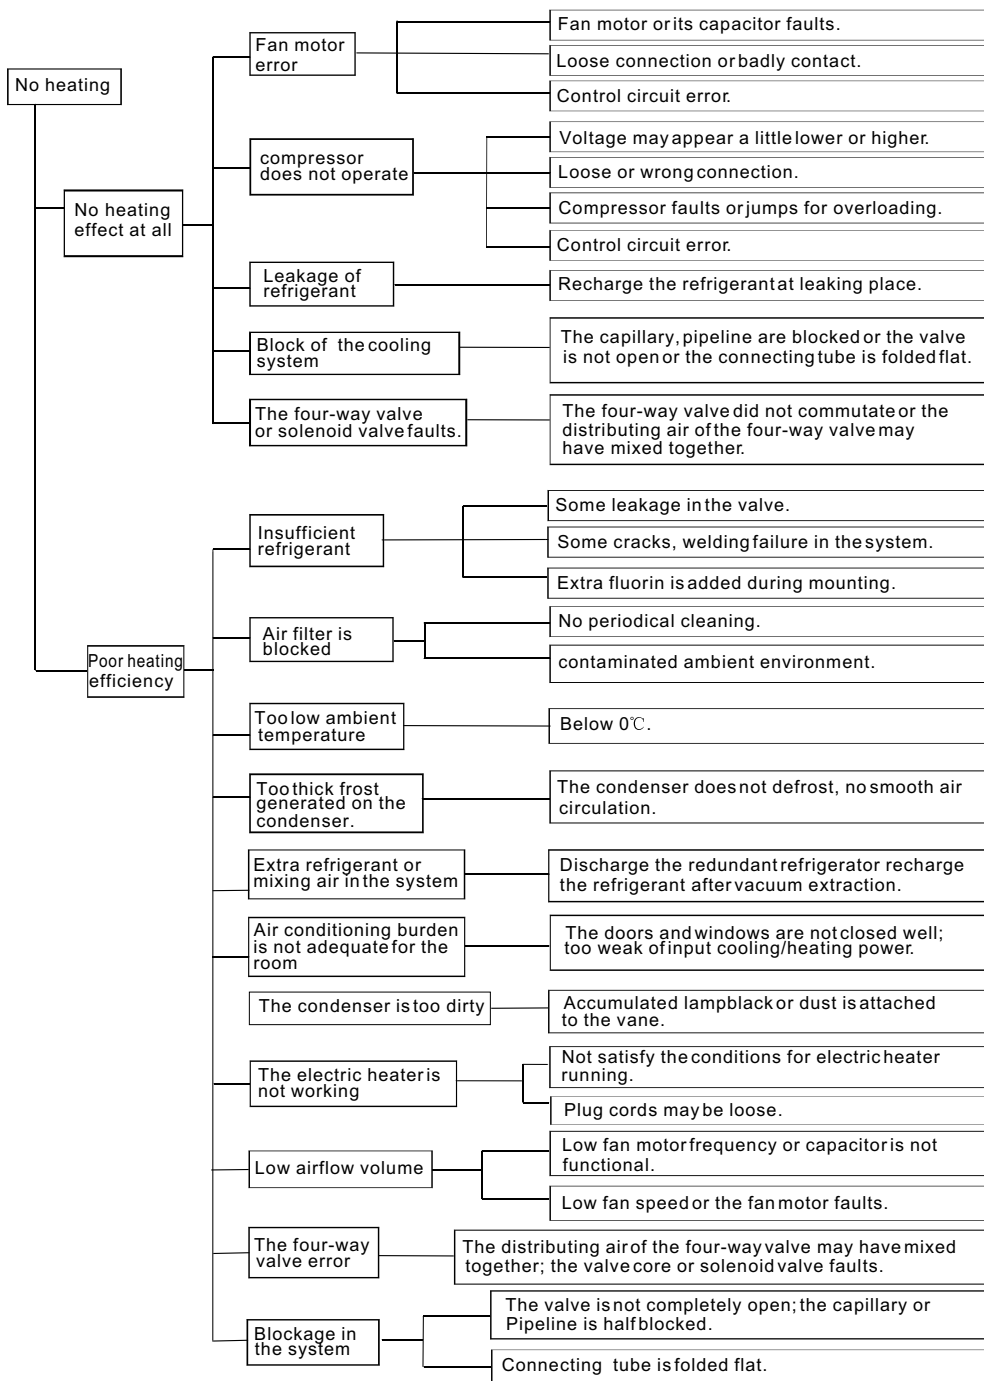 No heating
No heating
effect at all
Fan motor
error
Fan motor or its capacitor faults.
Loose connection or badly contact.
Control circuit error.
compressor
does not operate
Voltage may appear a little lower or higher.
Loose or wrong connection.
Compressor faults or jumps for overloading.
Control circuit error.
Leakage of
refrigerant
Recharge the refrigerant at leaking place.
Block of the cooling
system
The capillary, pipeline are blocked or the valve
is not open or the connecting tube is folded flat.
The four-way valve
or solenoid valve faults.
The four-way valve did not commutate or the
distributing air of the four-way valve may
have mixed together.
Poor heating
efficiency
Insufficient
refrigerant
Some leakage in the valve.
Some cracks, welding failure in the system.
Extra fluorin is added during mounting.
Air filter is
blocked
No periodical cleaning.
contaminated ambient environment.
Too low ambient
temperature
Below 0℃.
Too thick frost
generated on the
condenser.
The condenser does not defrost, no smooth air
circulation.
Extra refrigerant or
mixing air in the system
Discharge the redundant refrigerator recharge
the refrigerant after vacuum extraction.
Air conditioning burden
is not adequate for the
room
The doors and windows are not closed well;
too weak of input cooling/heating power.
The condenser is too dirty
Accumulated lampblack or dust is attached
to the vane.
The electric heater is
not working
Not satisfy the conditions for electric heater
running.
Plug cords may be loose.
Low airflow volume
Low fan motor frequency or capacitor is not
functional.
Low fan speed or the fan motor faults.
The four-way
valve error
The distributing air of the four-way valve may have mixed
together; the valve core or solenoid valve faults.
Blockage in
the system
The valve is not completely open; the capillary or
Pipeline is half blocked.
Connecting tube is folded flat.